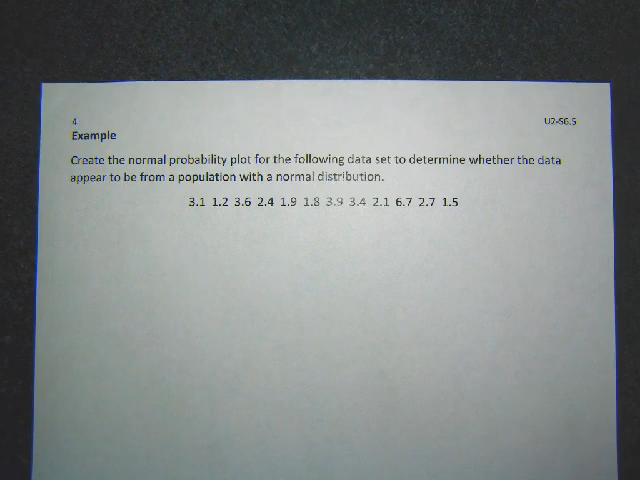 4
U2-S6.5
Example
Create the normal probability plot for the following data set to determine whether the data
appear to be from a population with a normal distribution.
3.1 1.2 3.6 2.4 1.9 1.8 3.9 3.4 2.1 6.7 2.7 1.5